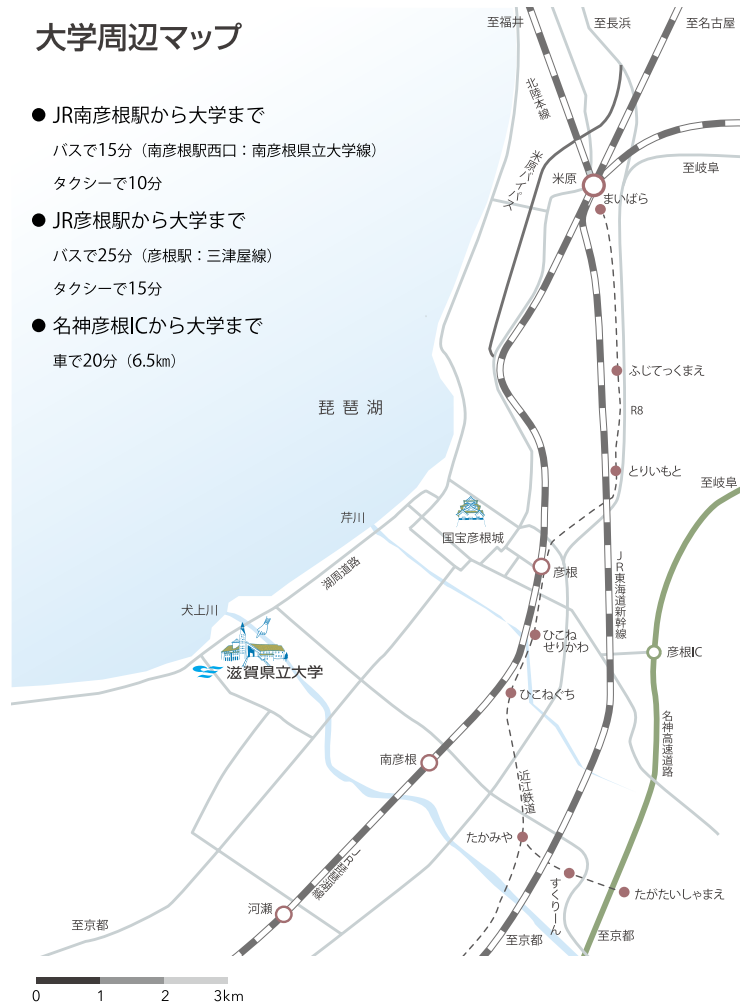 大学周辺マップ
● JR南彦根駅から大学まで
バスで15分（南彦根駅西口：南彦根県立大学線）
タクシーで10分
● JR彦根駅から大学まで
バスで25分（彦根駅：三津屋線）
タクシーで15分
● 名神彦根ICから大学まで
車で20分（6.5㎞）
至福井
至長浜
至名古屋
北陸本線
米原バイパス
米原
至岐阜
まいばら
ふじてっくまえ
R8
琵琶湖
とりいもと
至岐阜
芹川
国宝彦根城
湖周道路
彦根
JR東海道新幹線
犬上川
ひこね
せりかわ
彦根IC
滋賀県立大学
ひこねぐち
名神高速道路
南彦根
近江鉄道
たかみや
JR琵琶湖線
すくりーん
たがたいしゃまえ
河瀬
至京都
至京都
至京都
0 1 2 3km